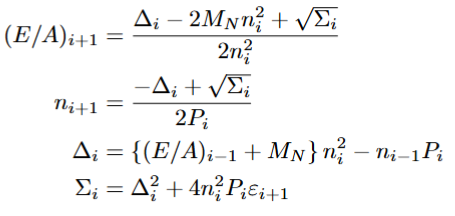 (E/A)_{i+1} = \frac{\Delta_i - 2M_N n_i^2 + \sqrt{\Sigma_i}}{2n_i^2}
n_{i+1} = \frac{-\Delta_i + \sqrt{\Sigma_i}}{2P_i}
\Delta_i = \{(E/A)_{i-1} + M_N\} n_i^2 - n_{i-1} P_i
\Sigma_i = \Delta_i^2 + 4n_i^2 P_i \varepsilon_{i+1}